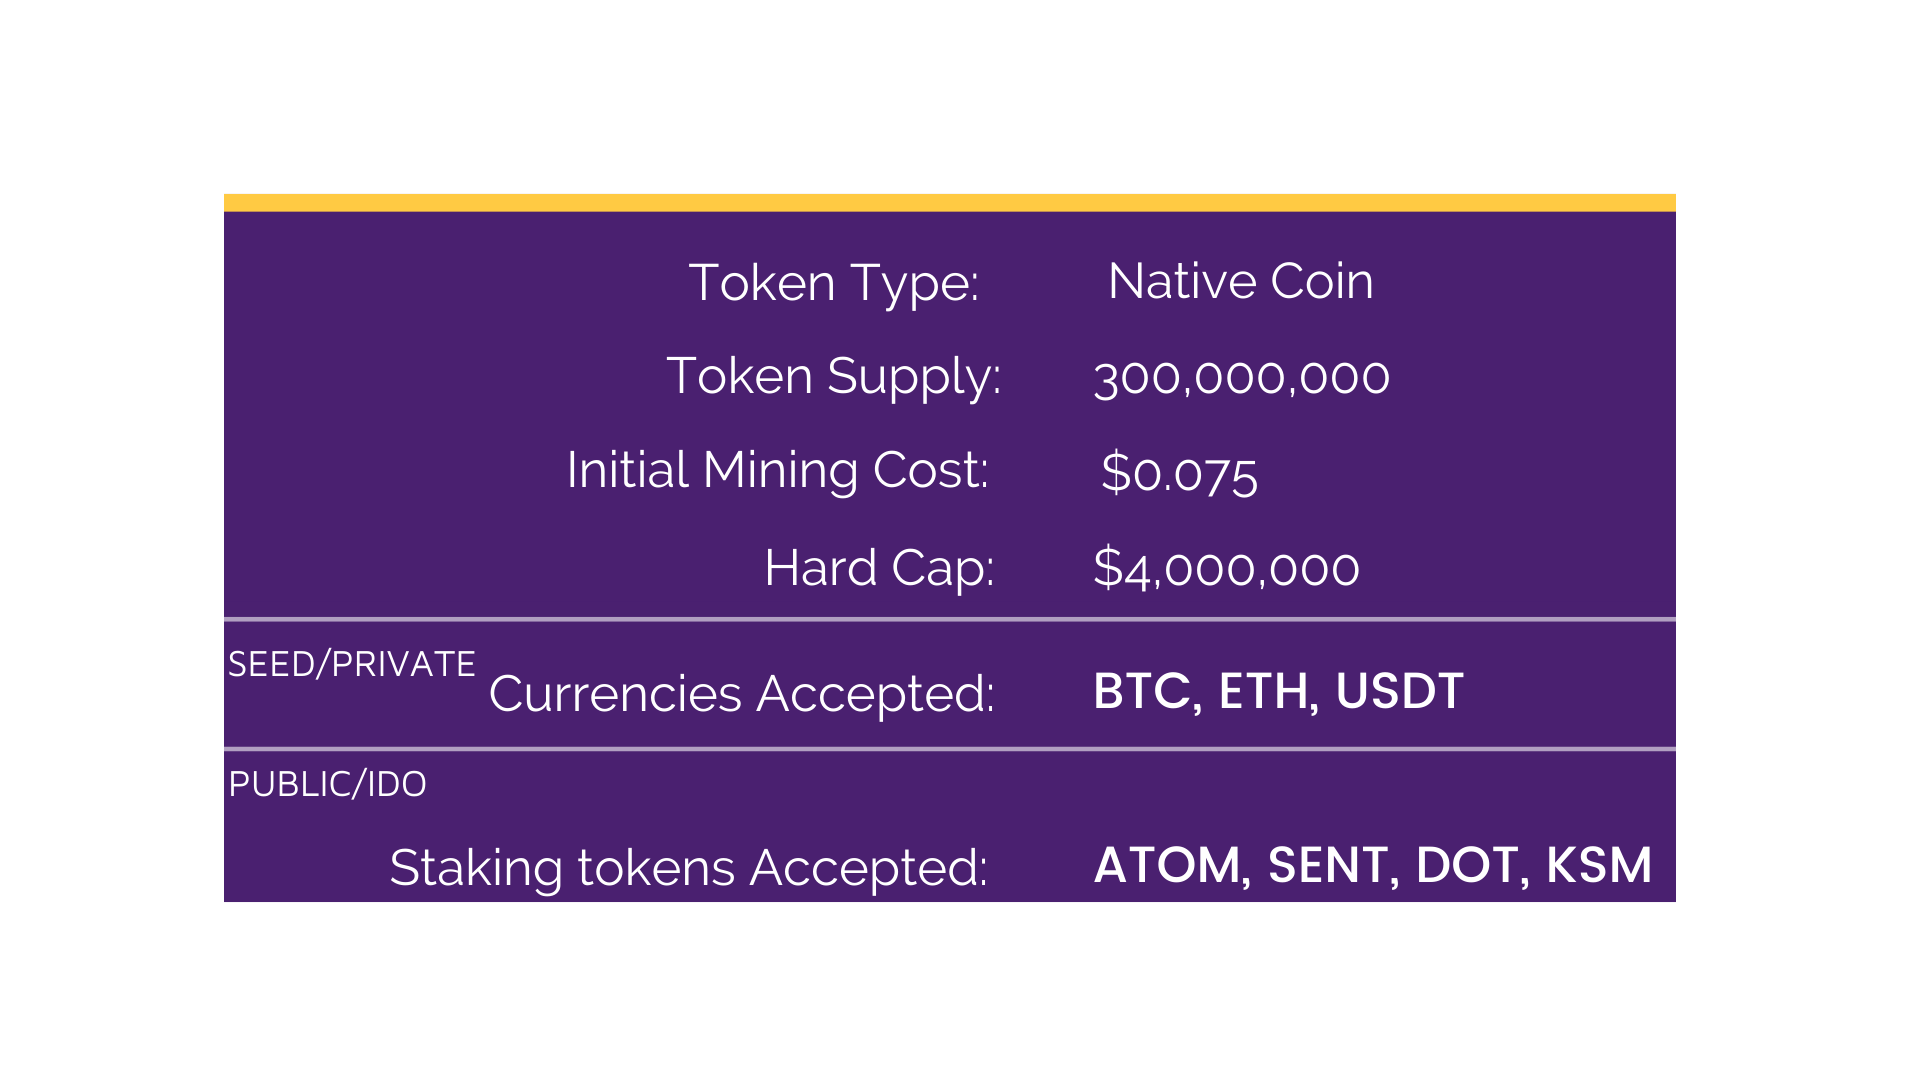 Token Type: Native Coin
Token Supply: 300,000,000
Initial Mining Cost: $0.075
Hard Cap: $4,000,000
SEED/PRIVATE
Currencies Accepted: BTC, ETH, USDT
PUBLIC/IDO
Staking tokens Accepted: ATOM, SENT, DOT, KSM